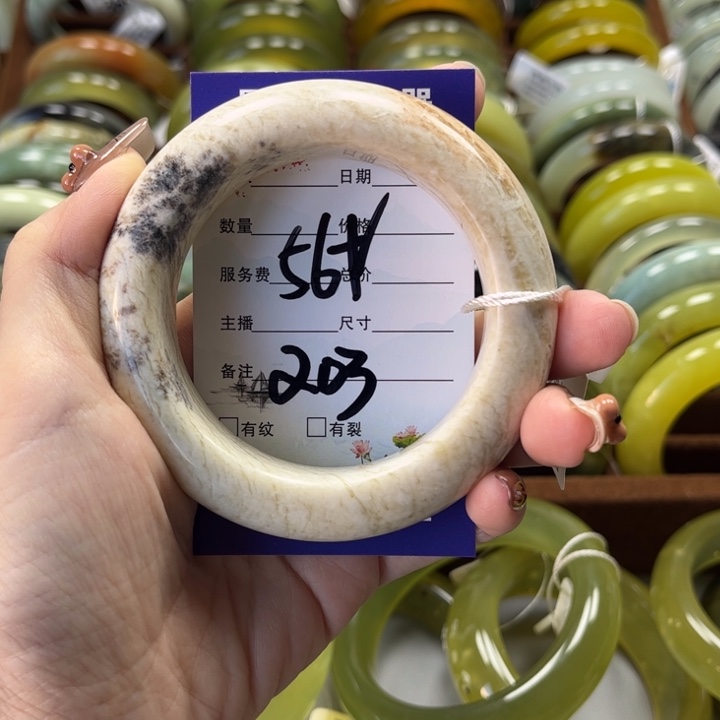 日期
数量 价格
56Y
服务费 总价
主播 尺寸
203
备注
有纹 有裂